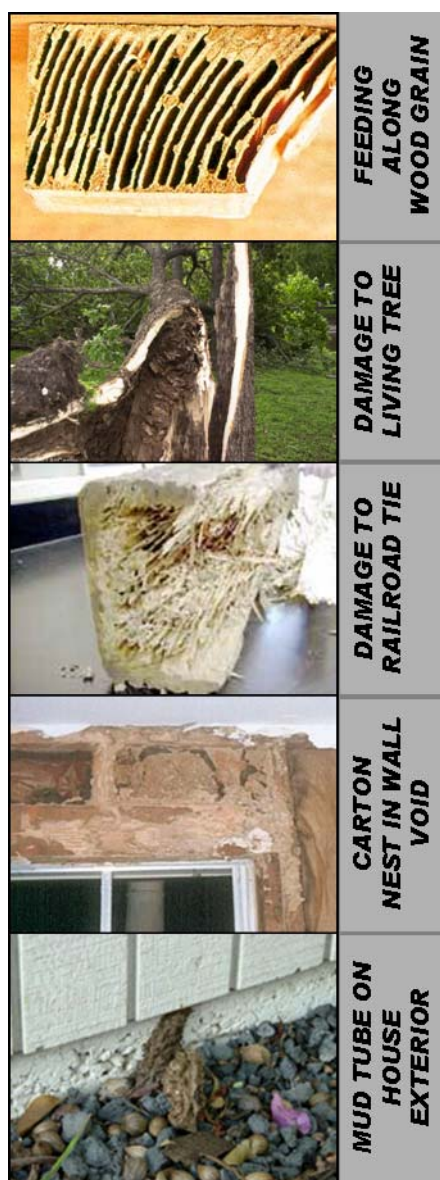 FEEDING
ALONG
WOOD GRAIN
DAMAGE TO
LIVING TREE
DAMAGE TO
RAILROAD TIE
CARTON
NEST IN WALL
VOID
MUD TUBE ON
HOUSE
EXTERIOR